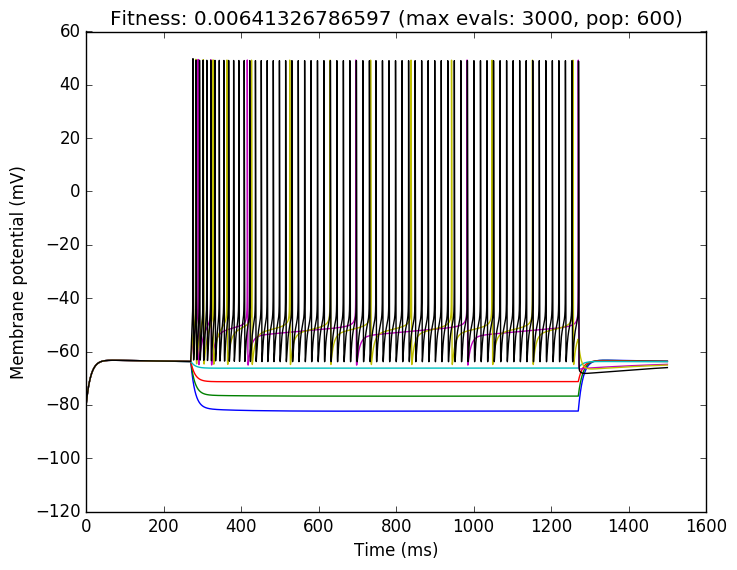 Fitness: 0.00641326786597 (max evals: 3000, pop: 600)
60
40
20
0
−20
−40
−60
−80
−100
−120
Membrane potential (mV)
0 200 400 600 800 1000 1200 1400 1600
Time (ms)